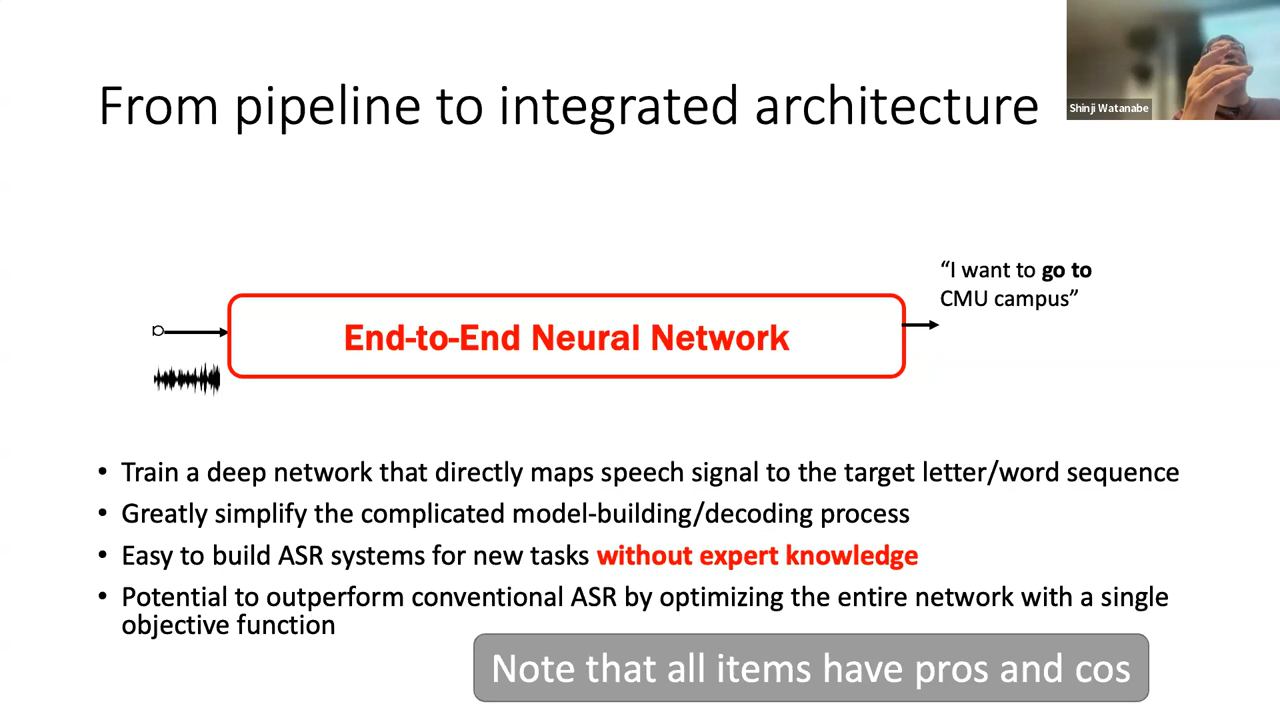 From pipeline to integrated architecture
Shinji Watanabe
“I want to go to
CMU campus”
End-to-End Neural Network
• Train a deep network that directly maps speech signal to the target letter/word sequence
• Greatly simplify the complicated model-building/decoding process
• Easy to build ASR systems for new tasks without expert knowledge
• Potential to outperform conventional ASR by optimizing the entire network with a single
objective function
Note that all items have pros and cos